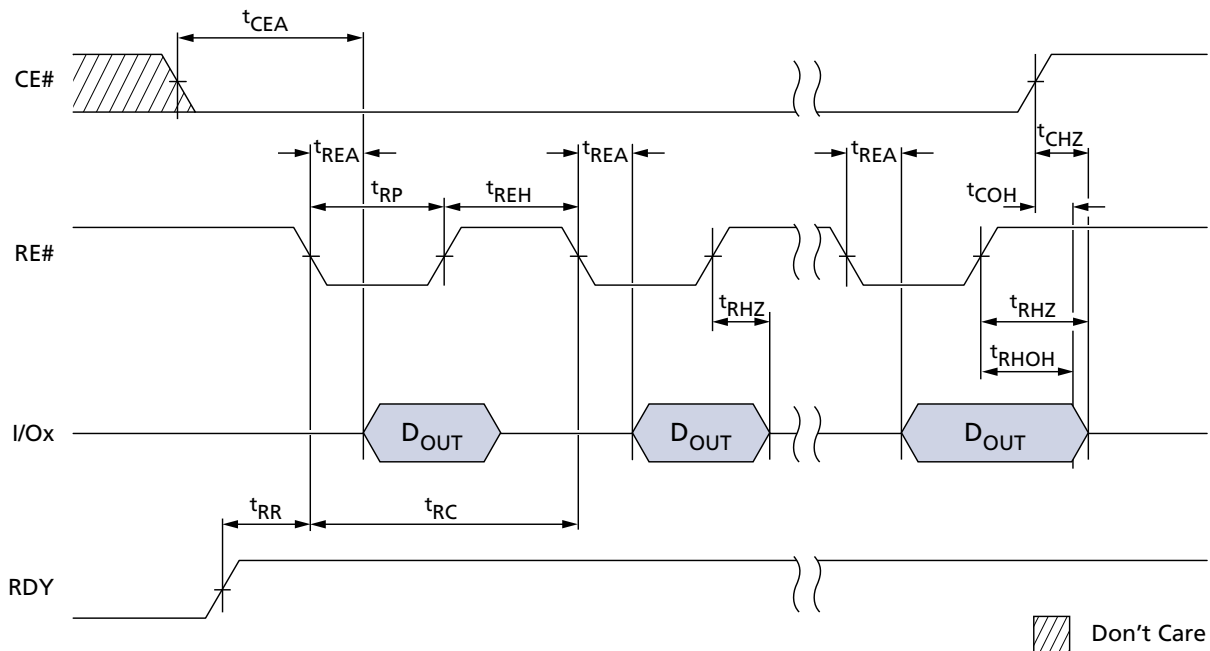 tCEA
CE#
tREA
tREA
tREA
tCHZ
tRP
tREH
tCOH
RE#
tRHZ
tRHZ
tRHOH
I/Ox
DOUT
DOUT
DOUT
tRR
tRC
RDY
Don't Care